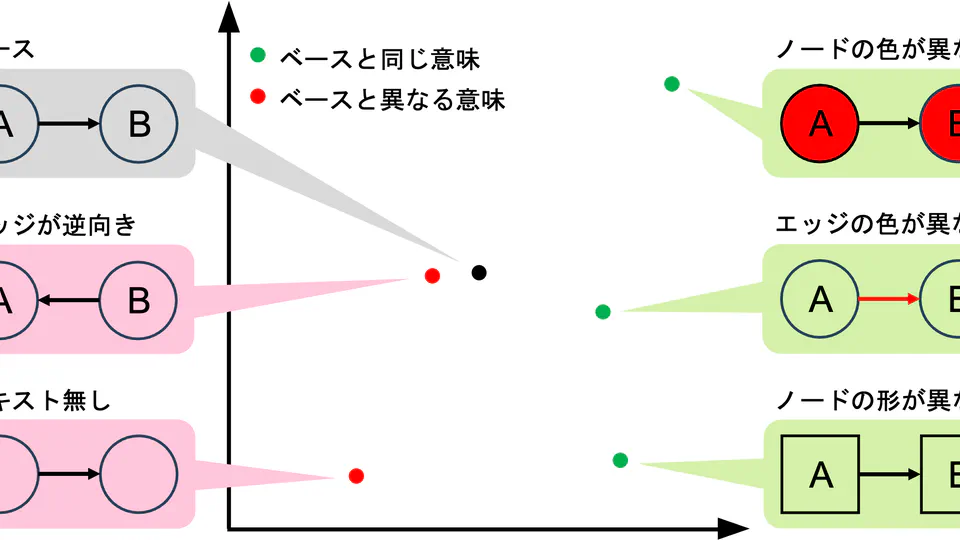 ース
A B
ッジが逆向き
A B
キスト無し
ベースと同じ意味
ベースと異なる意味
ノードの色が異な
A B
エッジの色が異な
A B
ノードの形が異な
A B